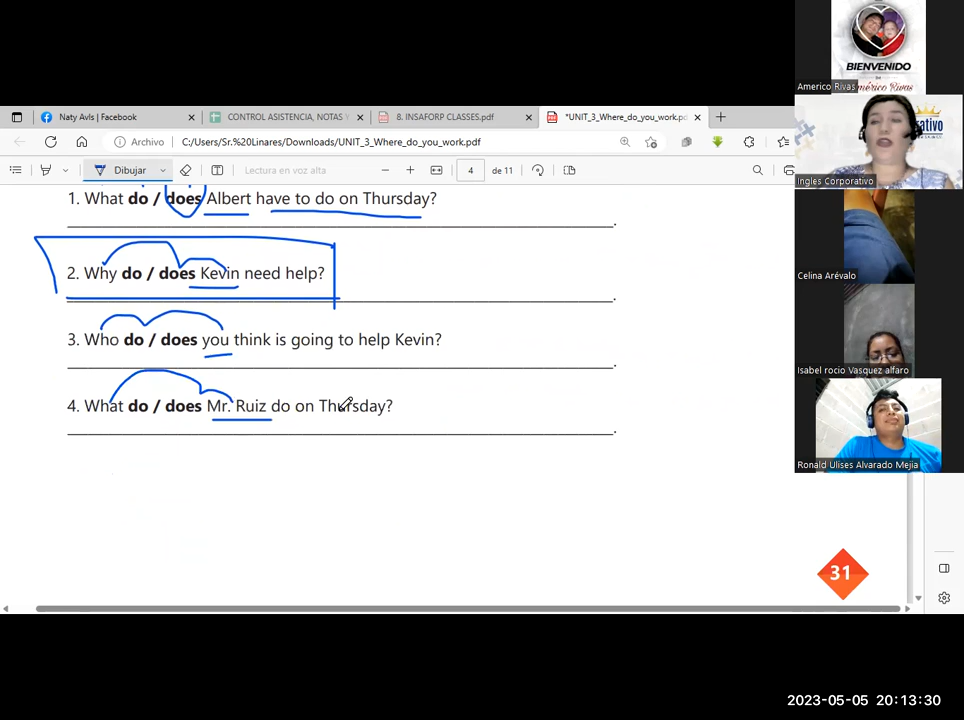 BIENVENIDO
Américo Rivas
Americo Rivas
Naty Avls | Facebook
CONTROL ASISTENCIA, NOTAS Y
8. INSAFORP CLASSES.pdf
*UNIT_3_Where_do_you_work.pd
Archivo
C:/Users/Sr.%20Linares/Downloads/UNIT_3_Where_do_you_work.pdf
Ingles Corporativo
Dibujar
Lectura en voz alta
4
de 11
1. What do / does Albert have to do on Thursday?
2. Why do / does Kevin need help?
Celina Arévalo
3. Who do / does you think is going to help Kevin?
Isabel rocio Vasquez alfaro
4. What do / does Mr. Ruiz do on Thursday?
Ronald Ulises Alvarado Mejia
31
2023-05-05 20:13:30